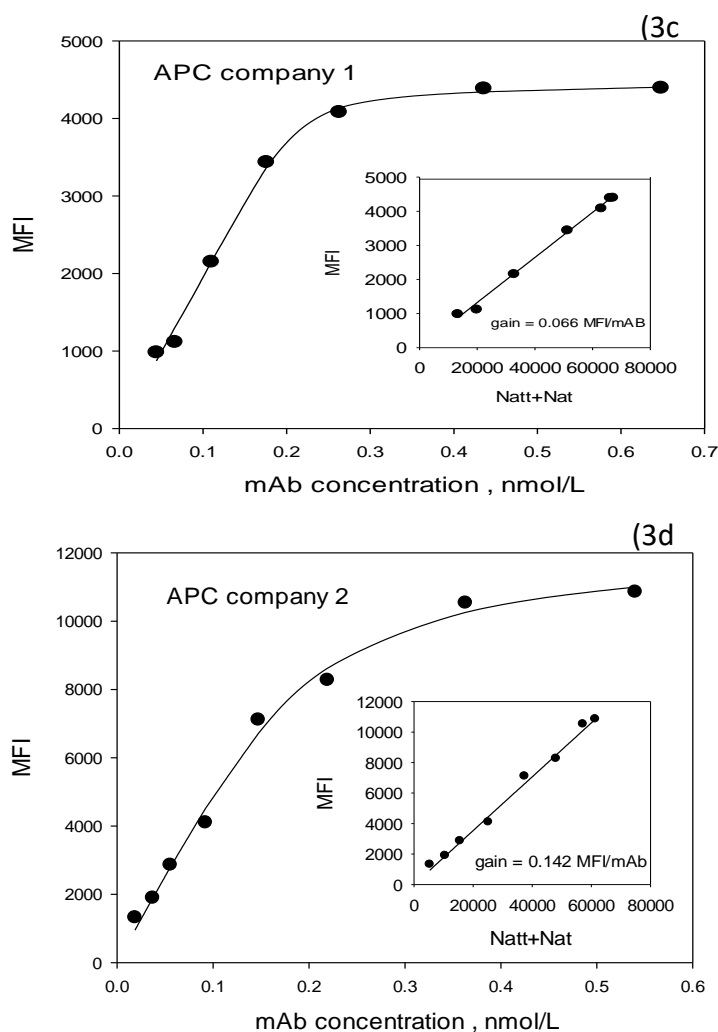 (3c
5000
APC company 1
4000
3000
2000
1000
0
MFI
0.0 0.1 0.2 0.3 0.4 0.5 0.6 0.7
mAb concentration , nmol/L
5000
4000
3000
2000
1000
0
MFI
gain = 0.066 MFI/mAB
0 20000 40000 60000 80000
Natt+Nat
(3d
12000
APC company 2
10000
8000
6000
4000
2000
0
MFI
0.0 0.1 0.2 0.3 0.4 0.5 0.6
mAb concentration , nmol/L
12000
10000
8000
6000
4000
2000
0
MFI
gain = 0.142 MFI/mAb
0 20000 40000 60000 80000
Natt+Nat